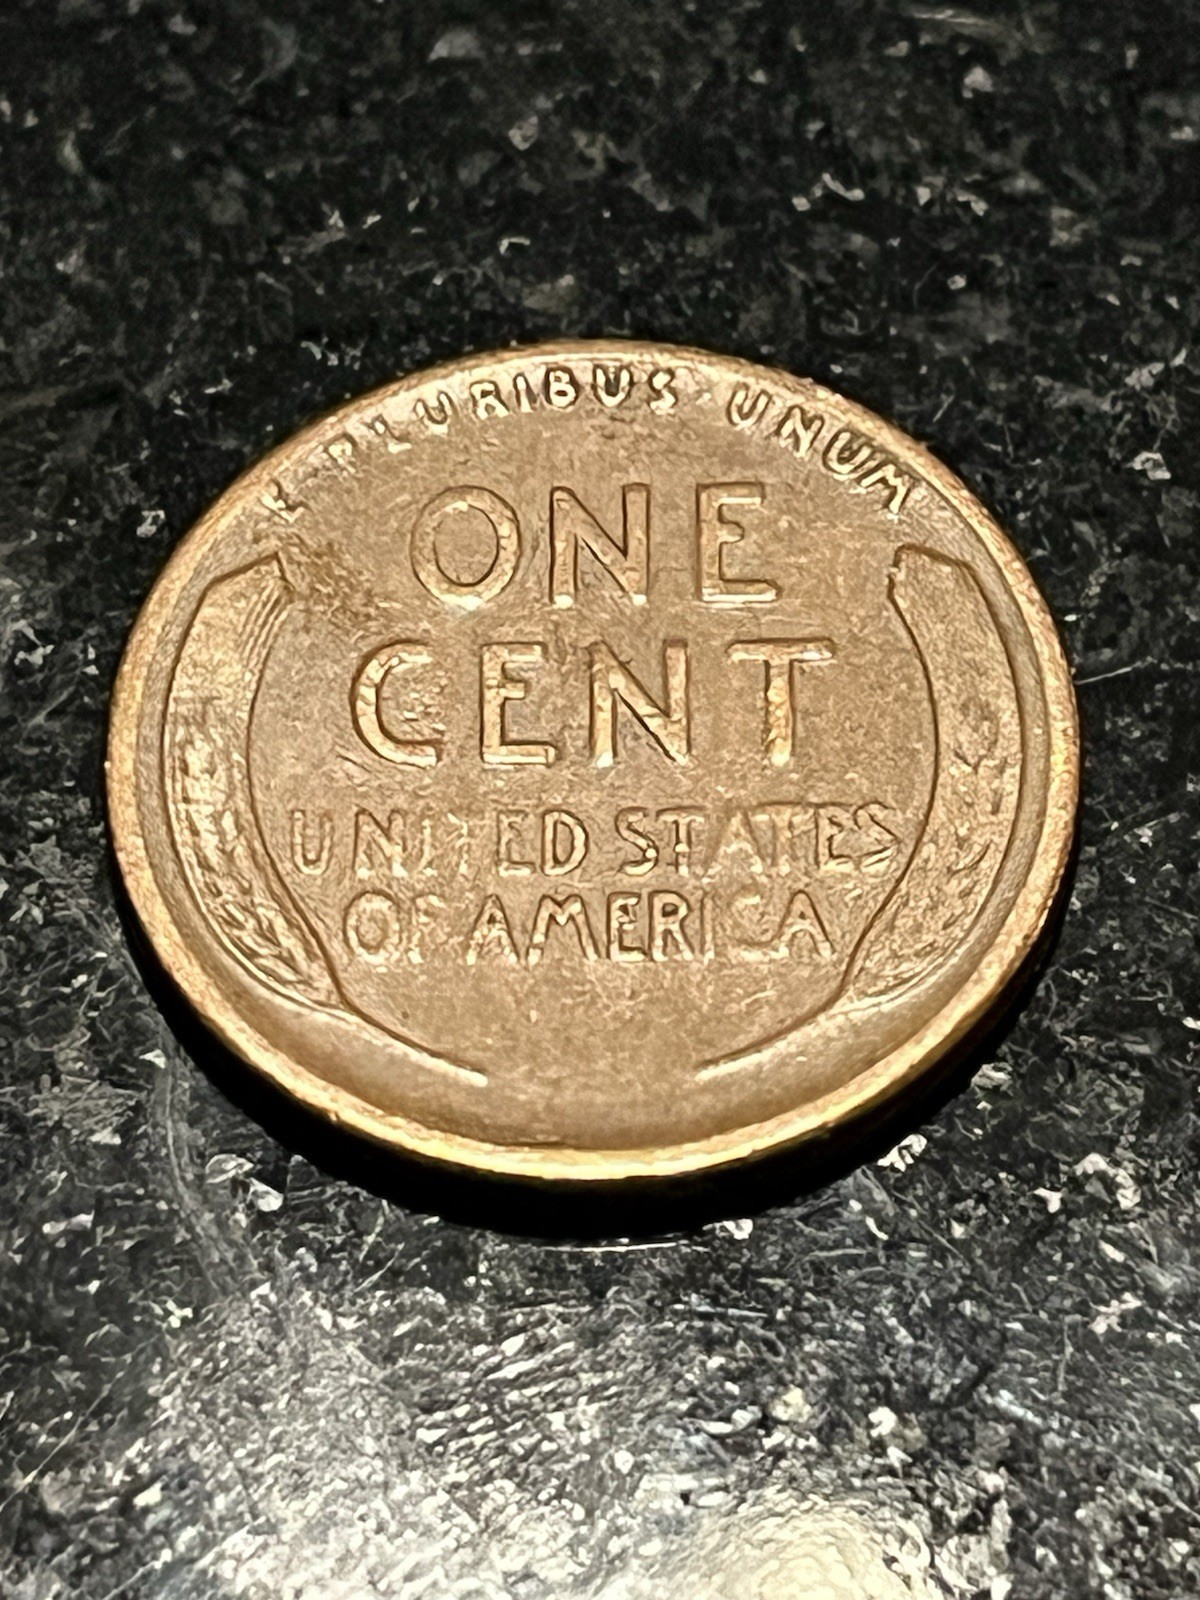 E PLURIBUS · UNUM
ONE
CENT
UNITED STATES
OF AMERICA